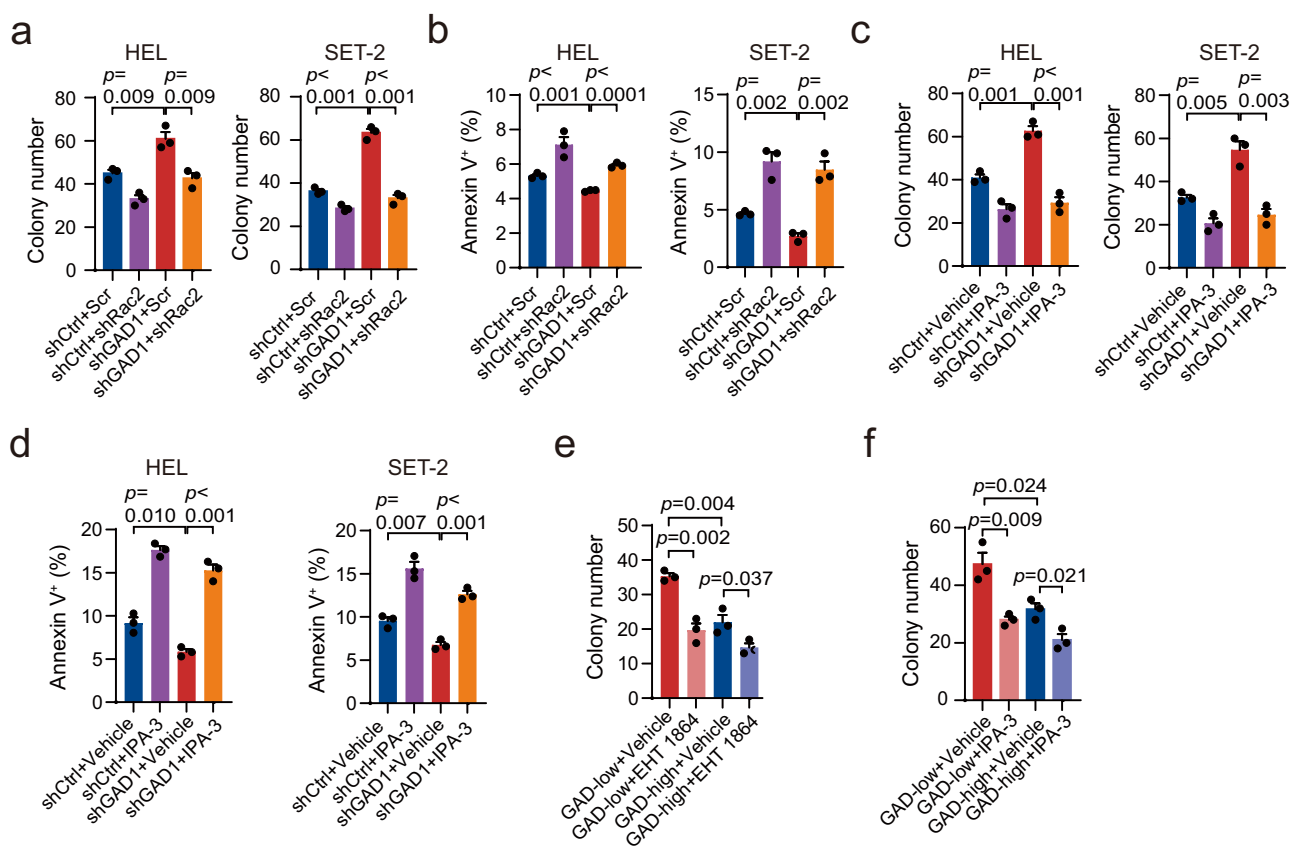 a
HEL
SET-2
p=
0.009
p=
0.009
p<
0.001
p<
0.001
Colony number
80
60
40
20
0
shCtrl+Scr
shCtrl+shRac2
shGAD1+Scr
shGAD1+shRac2
Colony number
80
60
40
20
0
shCtrl+Scr
shCtrl+shRac2
shGAD1+Scr
shGAD1+shRac2
b
HEL
SET-2
p<
0.001
p<
0.0001
p=
0.002
p=
0.002
Annexin V⁺ (%)
10
8
6
4
2
0
shCtrl+Scr
shCtrl+shRac2
shGAD1+Scr
shGAD1+shRac2
Annexin V⁺ (%)
15
10
5
0
shCtrl+Scr
shCtrl+shRac2
shGAD1+Scr
shGAD1+shRac2
c
HEL
SET-2
p=
0.001
p<
0.001
p=
0.005
p=
0.003
Colony number
80
60
40
20
0
shCtrl+Vehicle
shCtrl+IPA-3
shGAD1+Vehicle
shGAD1+IPA-3
Colony number
80
60
40
20
0
shCtrl+Vehicle
shCtrl+IPA-3
shGAD1+Vehicle
shGAD1+IPA-3
d
HEL
SET-2
p=
0.010
p<
0.001
p=
0.007
p<
0.001
Annexin V⁺ (%)
20
15
10
5
0
shCtrl+Vehicle
shCtrl+IPA-3
shGAD1+Vehicle
shGAD1+IPA-3
Annexin V⁺ (%)
20
15
10
5
0
shCtrl+Vehicle
shCtrl+IPA-3
shGAD1+Vehicle
shGAD1+IPA-3
e
p=0.004
p=0.002
p=0.037
Colony number
50
40
30
20
10
0
GAD-low+Vehicle
GAD-low+EHT 1864
GAD-high+Vehicle
GAD-high+EHT 1864
f
p=0.024
p=0.009
p=0.021
Colony number
60
40
20
0
GAD-low+Vehicle
GAD-low+IPA-3
GAD-high+Vehicle
GAD-high+IPA-3